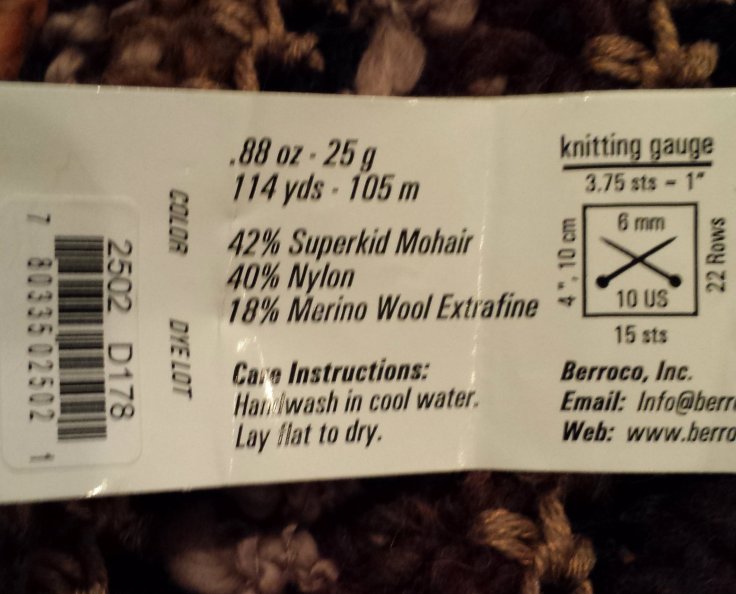 .88 oz - 25 g
114 yds - 105 m
42% Superkid Mohair
40% Nylon
18% Merino Wool Extrafine
Care Instructions:
Handwash in cool water.
Lay flat to dry.
knitting gauge
3.75 sts = 1"
4", 10 cm
6 mm
10 US
22 Rows
15 sts
Berroco, Inc.
Email: Info@berr
Web: www.berro
COLOR DYE LOT
2502 D178
7 80335 02502 1